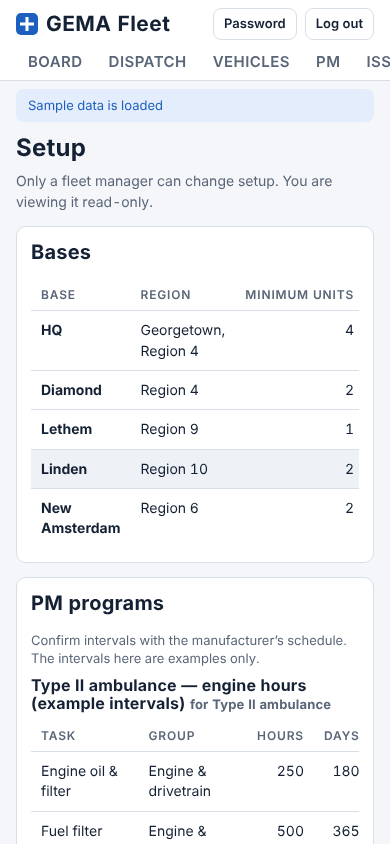 GEMA Fleet
Password
Log out
BOARD DISPATCH VEHICLES PM ISS
Sample data is loaded
Setup
Only a fleet manager can change setup. You are
viewing it read-only.
Bases
BASE REGION MINIMUM UNITS
HQ Georgetown, 4
Region 4
Diamond Region 4 2
Lethem Region 9 1
Linden Region 10 2
New Region 6 2
Amsterdam
PM programs
Confirm intervals with the manufacturer’s schedule.
The intervals here are examples only.
Type II ambulance — engine hours
(example intervals) for Type II ambulance
TASK GROUP HOURS DAYS
Engine oil & Engine & 250 180
filter drivetrain
Fuel filter Engine & 500 365